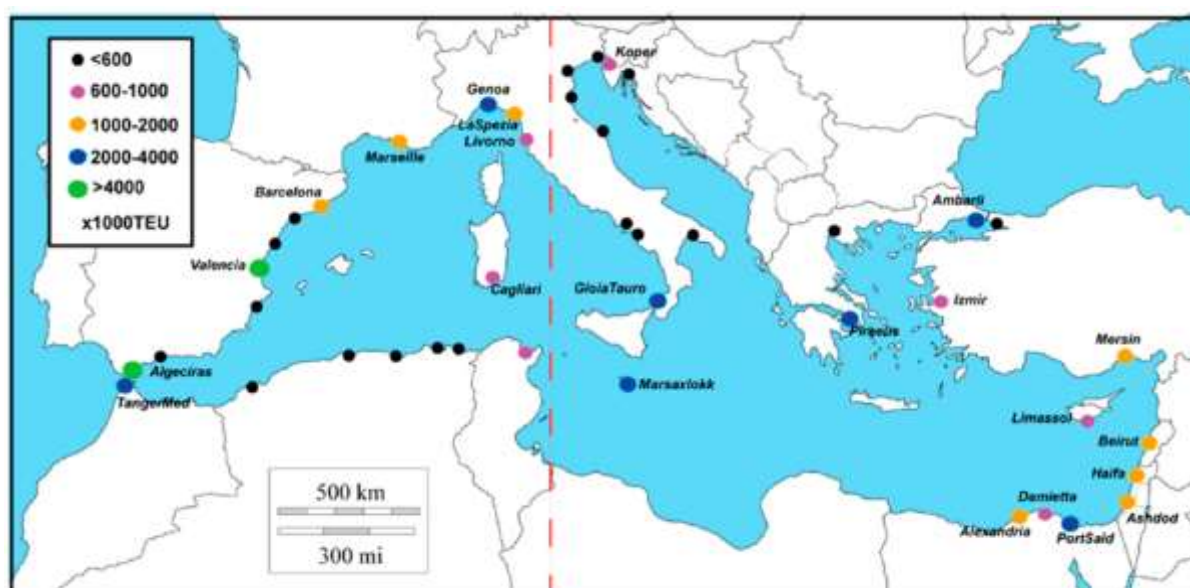 <600
600-1000
1000-2000
2000-4000
>4000
x1000TEU
Koper
Genoa
LaSpezia
Livorno
Marseille
Barcelona
Valencia
Cagliari
GioiaTauro
Ambarli
Izmir
Pireeus
Mersin
Algeciras
TangerMed
Marsaxlokk
Limassol
Beirut
Haifa
Damietta
Ashdod
Alexandria
PortSaid
500 km
300 mi